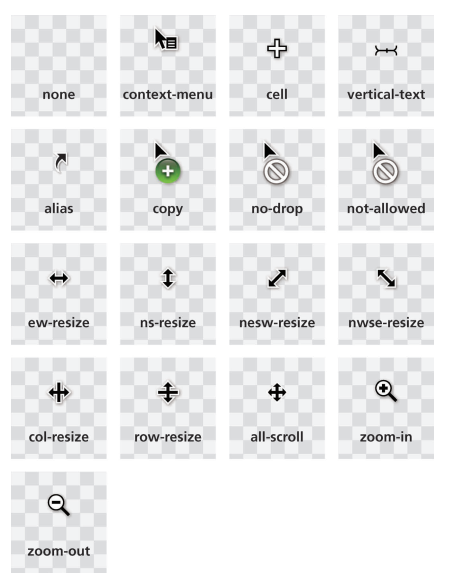 none
context-menu
cell
vertical-text
alias
copy
no-drop
not-allowed
ew-resize
ns-resize
nesw-resize
nwse-resize
col-resize
row-resize
all-scroll
zoom-in
zoom-out